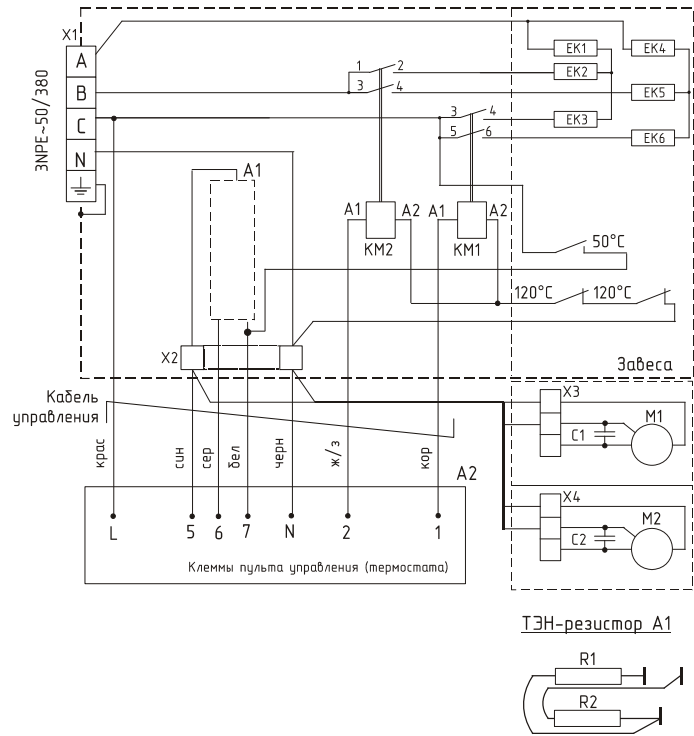 X1
3NPE~50/380
A
B
C
N
EK1
EK4
EK2
EK5
EK3
EK6
1 2
3 4
3 4
5 6
A1
A1 A2 A1 A2
KM2
KM1
50°C
120°C 120°C
X2
Завеса
Кабель
управления
крас
син
сер
бел
черн
ж/з
кор
X3
C1
M1
X4
C2
M2
A2
L 5 6 7 N 2 1
Клеммы пульта управления (термостата)
ТЭН-резистор А1
R1
R2